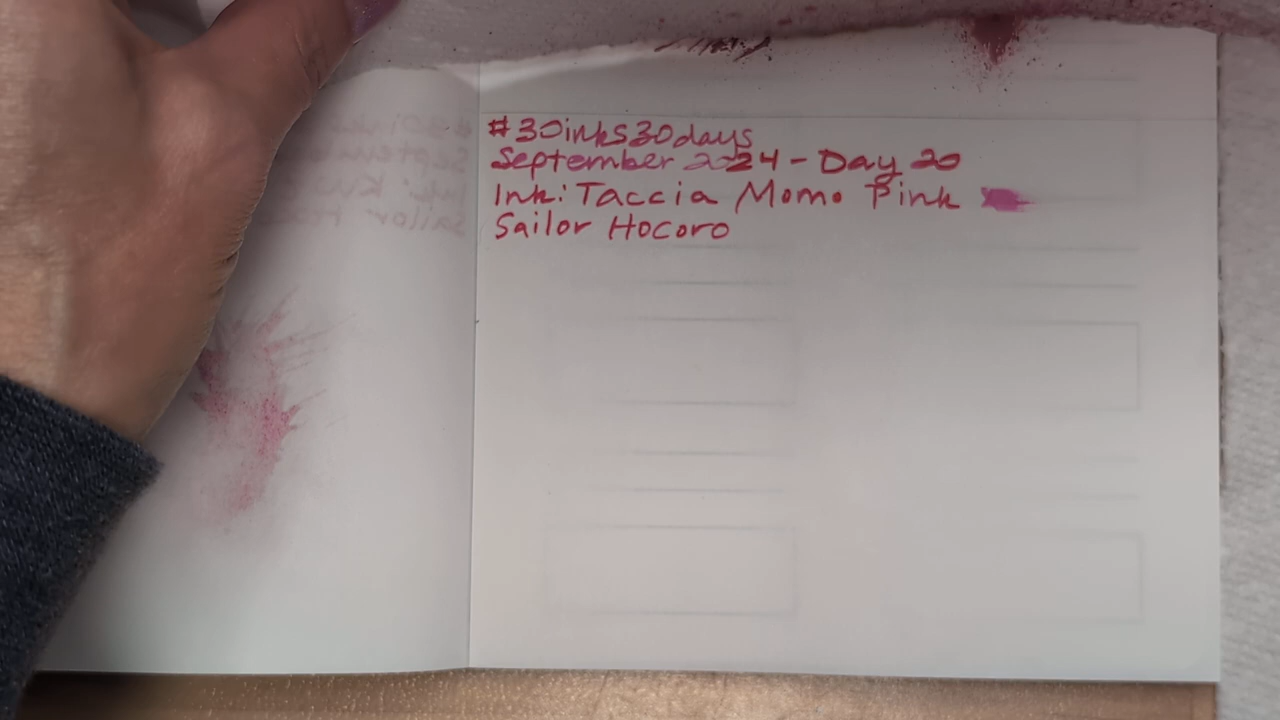 #30inks30days
September 2024 - Day 20
Ink: Taccia Momo Pink
Sailor Hocoro